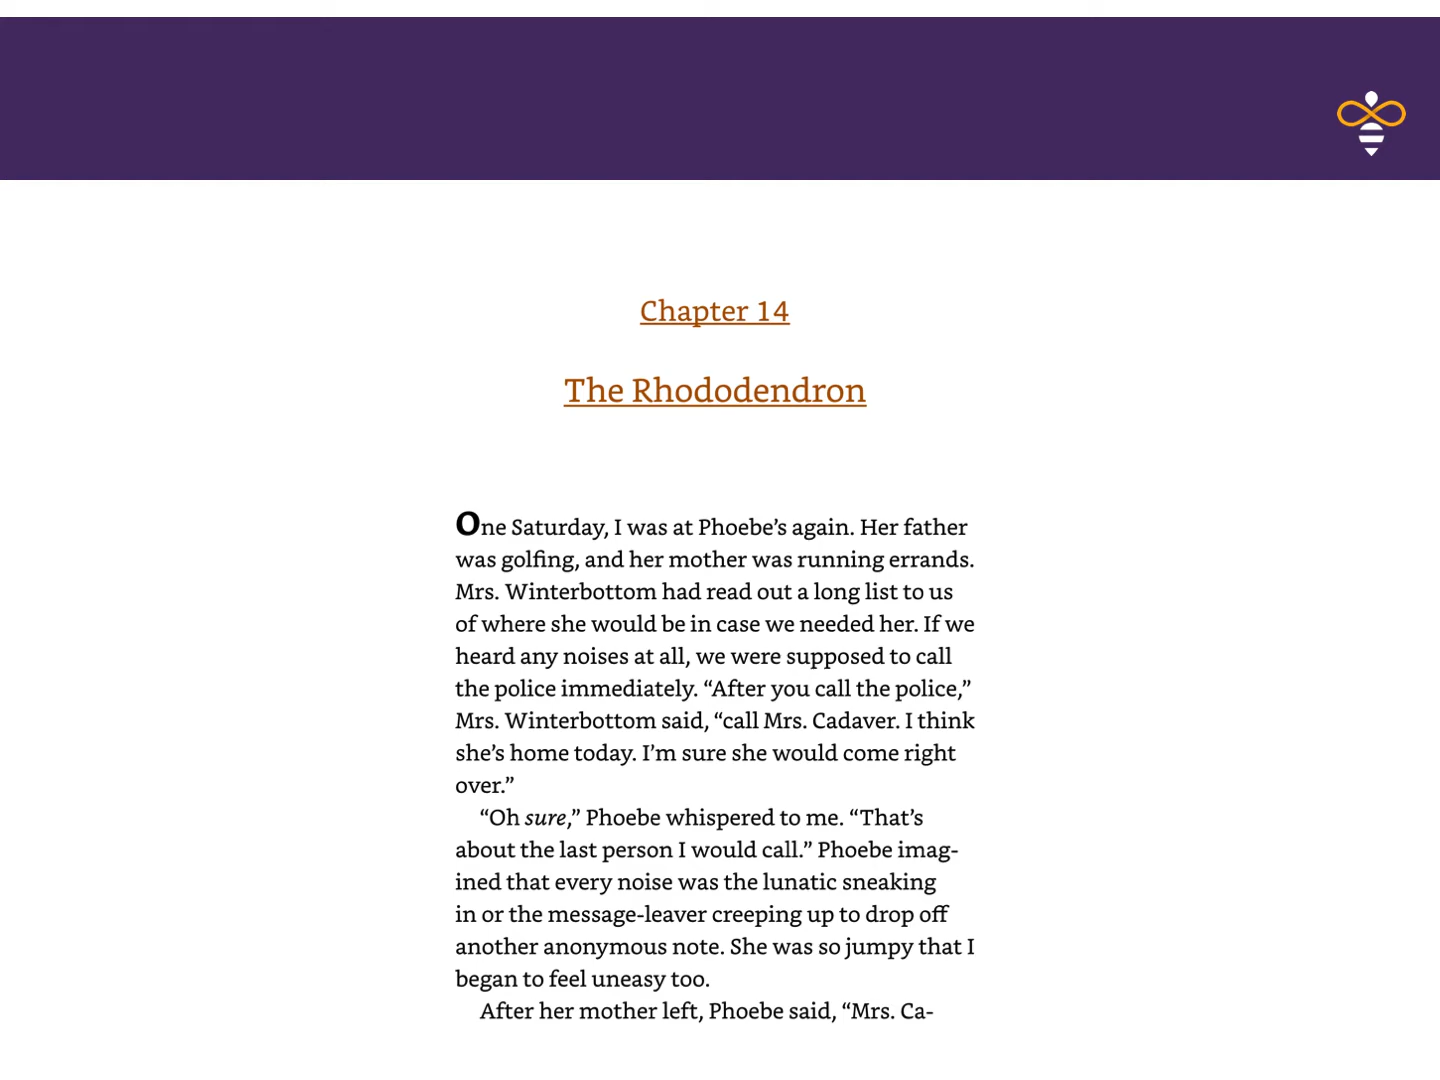 Chapter 14
The Rhododendron
One Saturday, I was at Phoebe’s again. Her father
was golfing, and her mother was running errands.
Mrs. Winterbottom had read out a long list to us
of where she would be in case we needed her. If we
heard any noises at all, we were supposed to call
the police immediately. “After you call the police,”
Mrs. Winterbottom said, “call Mrs. Cadaver. I think
she’s home today. I’m sure she would come right
over.”
“Oh sure,” Phoebe whispered to me. “That’s
about the last person I would call.” Phoebe imag-
ined that every noise was the lunatic sneaking
in or the message-leaver creeping up to drop off
another anonymous note. She was so jumpy that I
began to feel uneasy too.
After her mother left, Phoebe said, “Mrs. Ca-